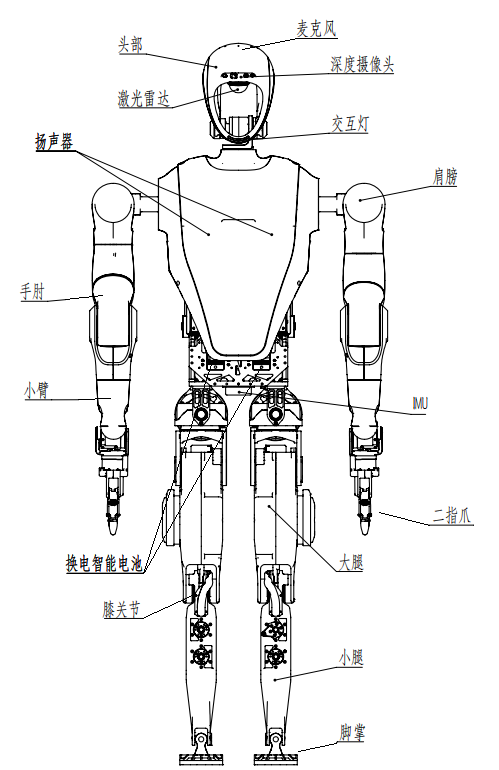 麦克风
头部
深度摄像头
激光雷达
交互灯
扬声器
肩膀
手肘
小臂
IMU
二指爪
换电智能电池
大腿
膝关节
小腿
脚掌